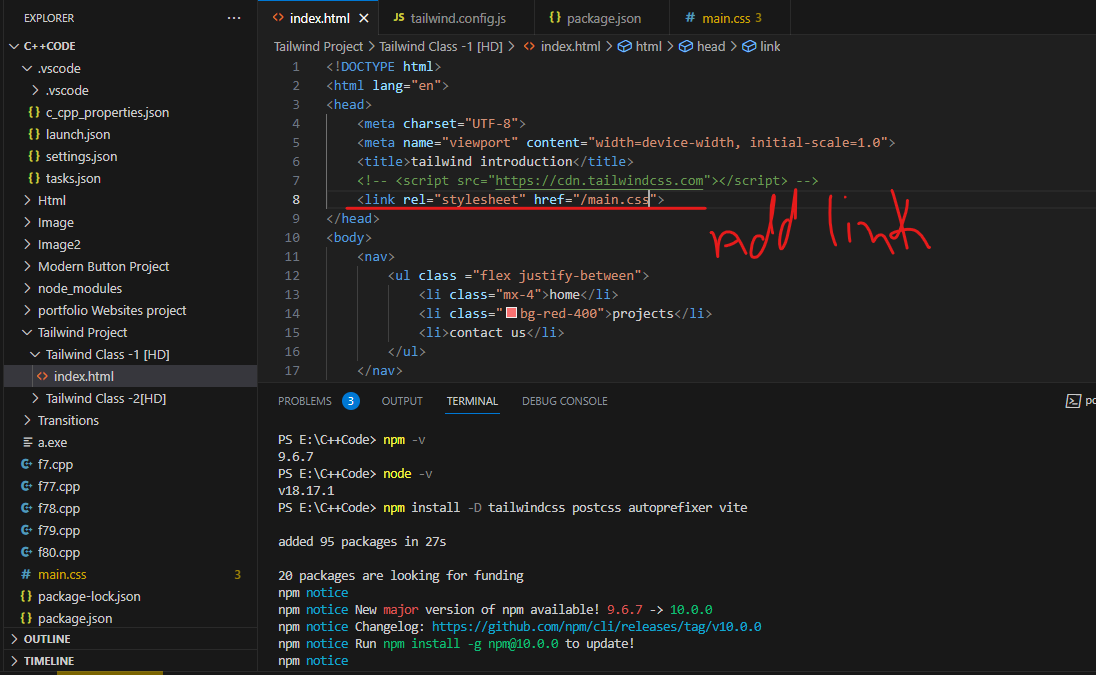 EXPLORER
C++CODE
.vscode
.vscode
c_cpp_properties.json
launch.json
settings.json
tasks.json
Html
Image
Image2
Modern Button Project
node_modules
portfolio Websites project
Tailwind Project
Tailwind Class -1 [HD]
index.html
Tailwind Class -2[HD]
Transitions
a.exe
f7.cpp
f77.cpp
f78.cpp
f79.cpp
f80.cpp
main.css 3
package-lock.json
package.json
OUTLINE
TIMELINE
index.html JS tailwind.config.js {} package.json # main.css 3
Tailwind Project > Tailwind Class -1 [HD] > index.html > html > head > link
1 <!DOCTYPE html>
2 <html lang="en">
3 <head>
4 <meta charset="UTF-8">
5 <meta name="viewport" content="width=device-width, initial-scale=1.0">
6 <title>tailwind introduction</title>
7 <!-- <script src="https://cdn.tailwindcss.com"></script> -->
8 <link rel="stylesheet" href="/main.css">
9 </head>
add link
10 <body>
11 <nav>
12 <ul class ="flex justify-between">
13 <li class="mx-4">home</li>
14 <li class="bg-red-400">projects</li>
15 <li>contact us</li>
16 </ul>
17 </nav>
PROBLEMS 3 OUTPUT TERMINAL DEBUG CONSOLE
PS E:\C++Code> npm -v
9.6.7
PS E:\C++Code> node -v
v18.17.1
PS E:\C++Code> npm install -D tailwindcss postcss autoprefixer vite
added 95 packages in 27s
20 packages are looking for funding
npm notice
npm notice New major version of npm available! 9.6.7 -> 10.0.0
npm notice Changelog: https://github.com/npm/cli/releases/tag/v10.0.0
npm notice Run npm install -g npm@10.0.0 to update!
npm notice